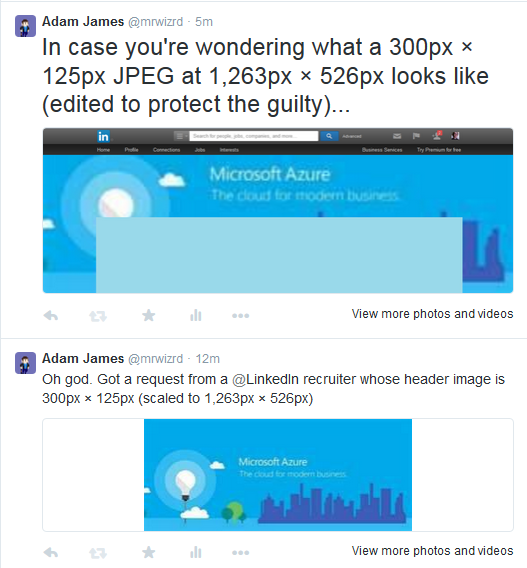 Adam James @mrwizrd · 5m
In case you're wondering what a 300px ×
125px JPEG at 1,263px × 526px looks like
(edited to protect the guilty)...
in Search for people, jobs, companies, and more... Advanced
Home Profile Connections Jobs Interests Business Services Try Premium for free
Microsoft Azure
The cloud for modern business.
View more photos and videos
Adam James @mrwizrd · 12m
Oh god. Got a request from a @LinkedIn recruiter whose header image is
300px × 125px (scaled to 1,263px × 526px)
Microsoft Azure
The cloud for modern business.
View more photos and videos